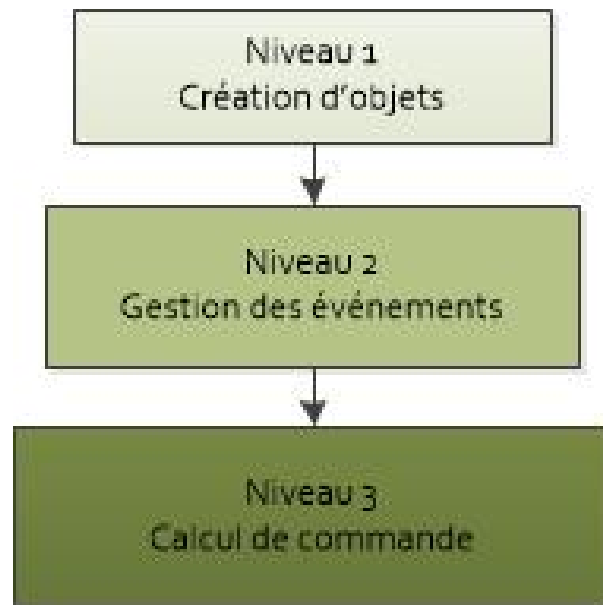 Niveau 1
Création d'objets
Niveau 2
Gestion des événements
Niveau 3
Calcul de commande